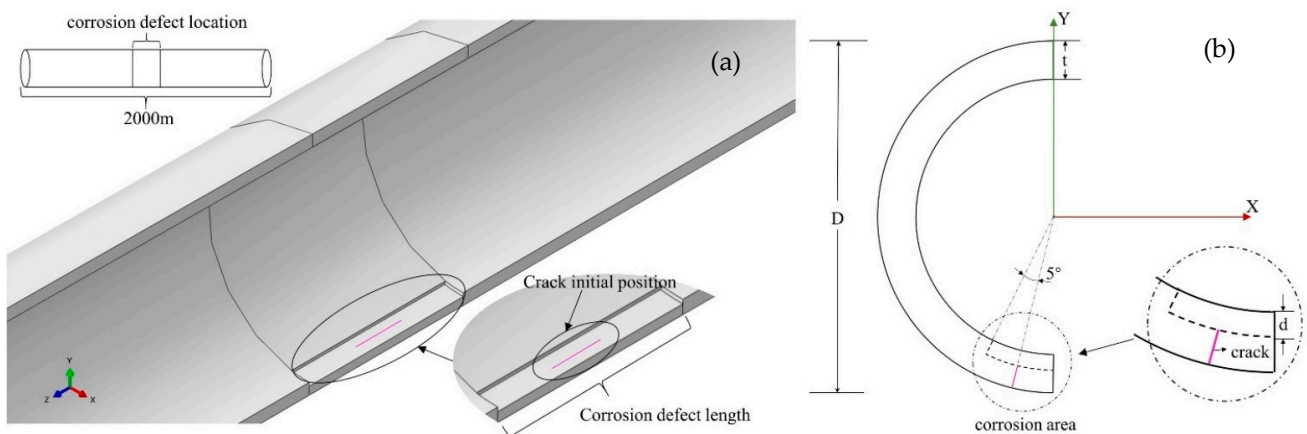 corrosion defect location
2000m
(a)
Crack initial position
Corrosion defect length
Y
Z
X
(b)
Y
t
D
X
5°
d
crack
corrosion area